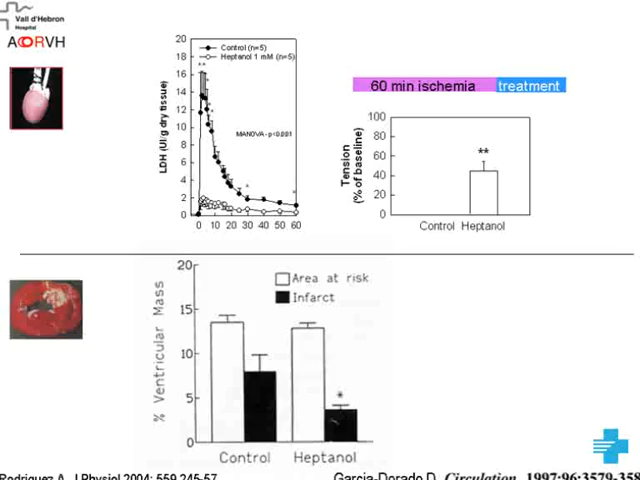 Vall d'Hebron
Hospital
ACORVH
20
18
16
14
12
10
8
6
4
2
0
LDH (UI/g dry tissue)
Control (n=5)
Heptanol 1 mM (n=5)
* *
*
*
*
MANOVA - p<0.001
*
*
0 10 20 30 40 50 60
60 min ischemia treatment
100
80
60
40
20
0
Tension
(% of baseline)
**
Control Heptanol
20
15
10
5
0
% Ventricular Mass
Area at risk
Infarct
*
Control Heptanol
Rodriguez A, J Physiol 2004; 559.245-57
Garcia-Dorado D, Circulation, 1997;96:3579-358